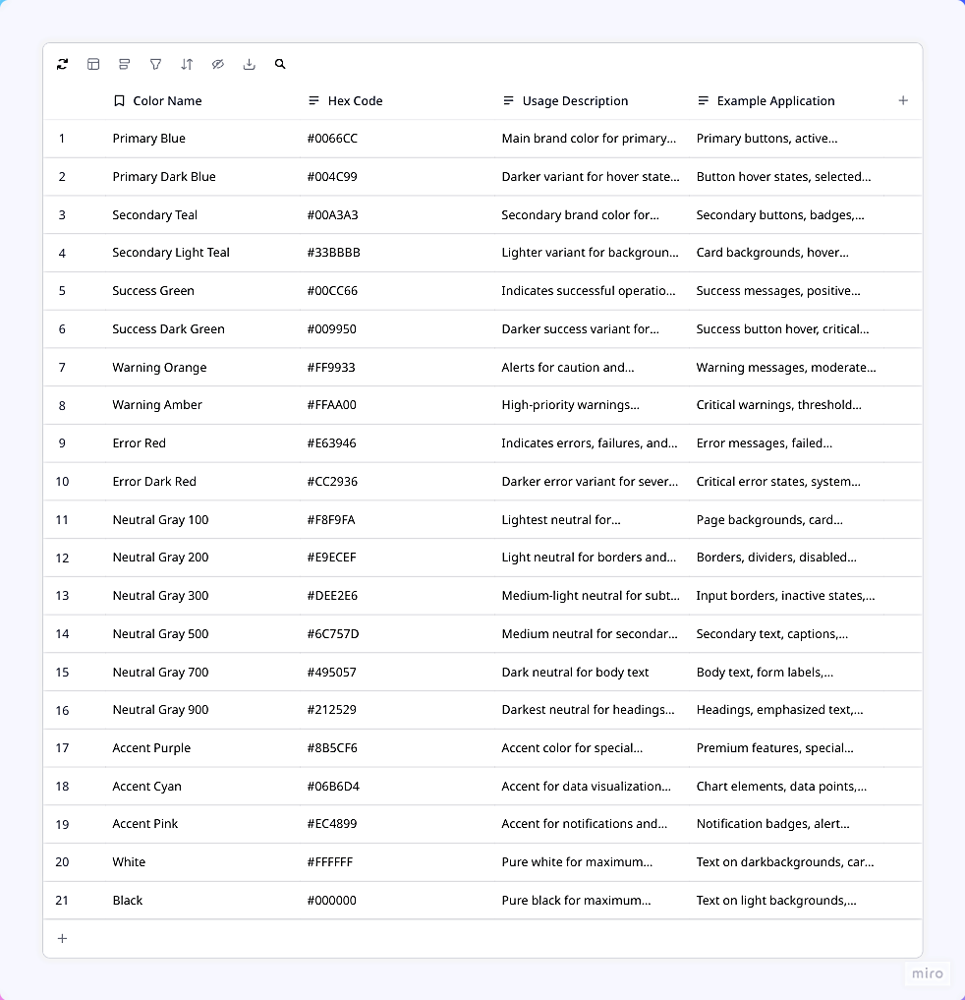 Color Name Hex Code Usage Description Example Application
1 Primary Blue #0066CC Main brand color for primary... Primary buttons, active...
2 Primary Dark Blue #004C99 Darker variant for hover state... Button hover states, selected...
3 Secondary Teal #00A3A3 Secondary brand color for... Secondary buttons, badges,...
4 Secondary Light Teal #33BBBB Lighter variant for backgroun... Card backgrounds, hover...
5 Success Green #00CC66 Indicates successful operatio... Success messages, positive...
6 Success Dark Green #009950 Darker success variant for... Success button hover, critical...
7 Warning Orange #FF9933 Alerts for caution and... Warning messages, moderate...
8 Warning Amber #FFAA00 High-priority warnings... Critical warnings, threshold...
9 Error Red #E63946 Indicates errors, failures, and... Error messages, failed...
10 Error Dark Red #CC2936 Darker error variant for sever... Critical error states, system...
11 Neutral Gray 100 #F8F9FA Lightest neutral for... Page backgrounds, card...
12 Neutral Gray 200 #E9ECEF Light neutral for borders and... Borders, dividers, disabled...
13 Neutral Gray 300 #DEE2E6 Medium-light neutral for subt... Input borders, inactive states,...
14 Neutral Gray 500 #6C757D Medium neutral for secondar... Secondary text, captions,...
15 Neutral Gray 700 #495057 Dark neutral for body text Body text, form labels,...
16 Neutral Gray 900 #212529 Darkest neutral for headings... Headings, emphasized text,...
17 Accent Purple #8B5CF6 Accent color for special... Premium features, special...
18 Accent Cyan #06B6D4 Accent for data visualization... Chart elements, data points,...
19 Accent Pink #EC4899 Accent for notifications and... Notification badges, alert...
20 White #FFFFFF Pure white for maximum... Text on darkbackgrounds, car...
21 Black #000000 Pure black for maximum... Text on light backgrounds,...
miro